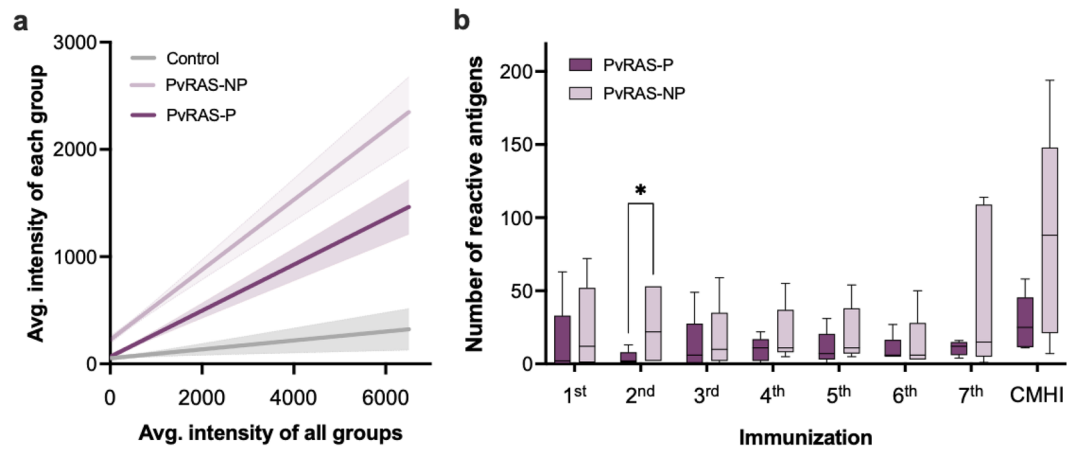 a
Avg. intensity of each group
3000
2000
1000
0
Control
PvRAS-NP
PvRAS-P
0 2000 4000 6000
Avg. intensity of all groups
b
Number of reactive antigens
200
150
100
50
0
PvRAS-P
PvRAS-NP
*
1st 2nd 3rd 4th 5th 6th 7th CMHI
Immunization